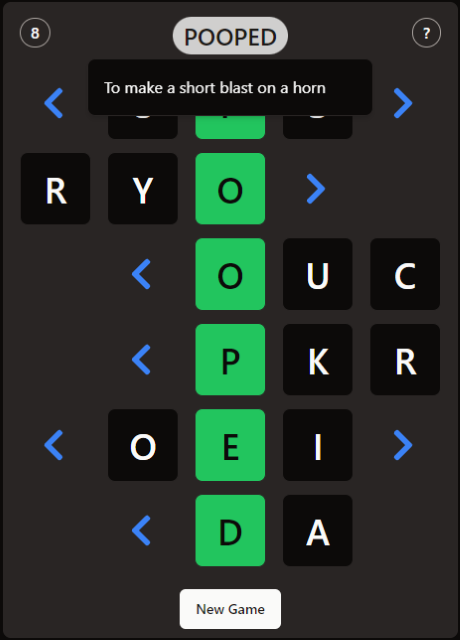 8 POOPED ?
To make a short blast on a horn
R Y O
O U C
P K R
O E I
D A
New Game